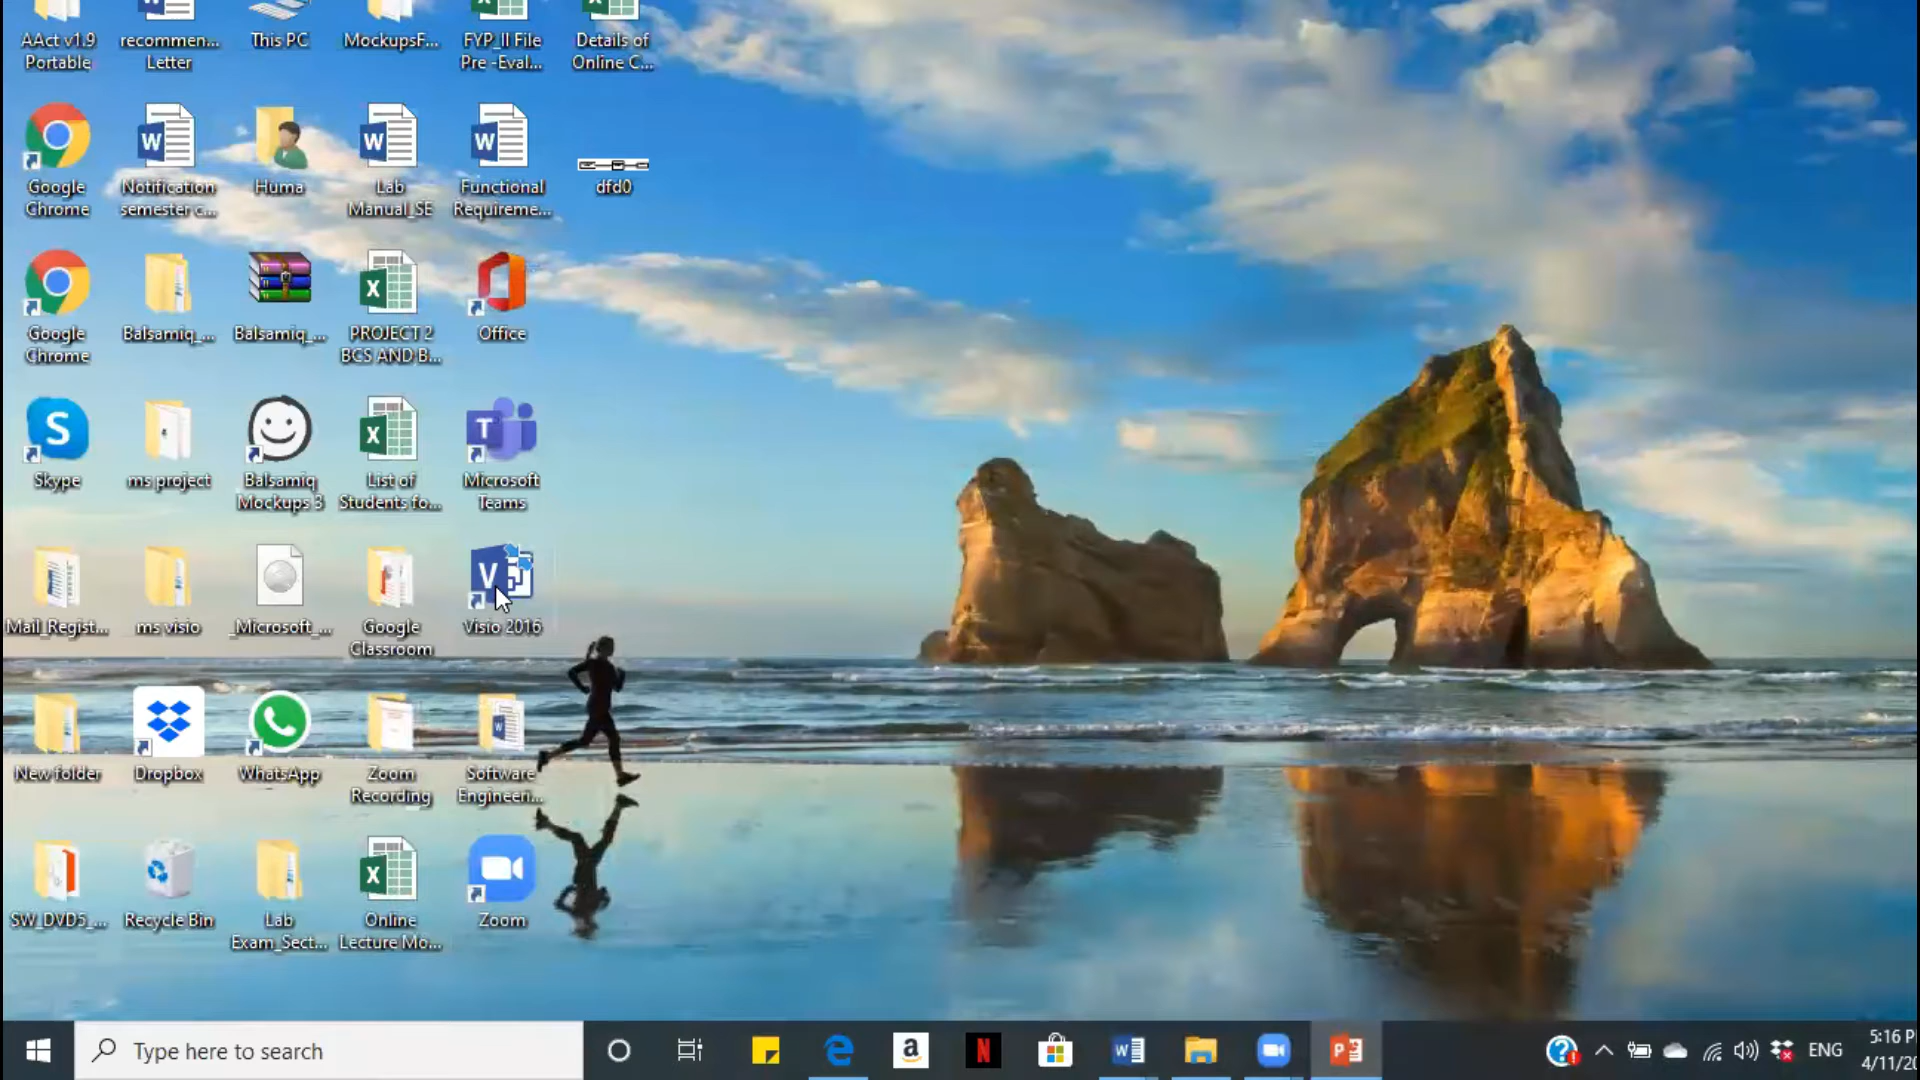 AAct v1.9
Portable
recommen...
Letter
This PC
MockupsF...
FYP_II File
Pre -Eval...
Details of
Online C...
Google
Chrome
Notification
semester c...
Huma
Lab
Manual_SE
Functional
Requireme...
dfd0
Google
Chrome
Balsamiq_...
Balsamiq_...
PROJECT 2
BCS AND B...
Office
Skype
ms project
Balsamiq
Mockups 3
List of
Students fo...
Microsoft
Teams
Mail_Regist...
ms visio
_Microsoft_...
Google
Classroom
Visio 2016
New folder
Dropbox
WhatsApp
Zoom
Recording
Software
Engineeri...
SW_DVD5_...
Recycle Bin
Lab
Exam_Sect...
Online
Lecture Mo...
Zoom
Type here to search
ENG
5:16 P
4/11/20